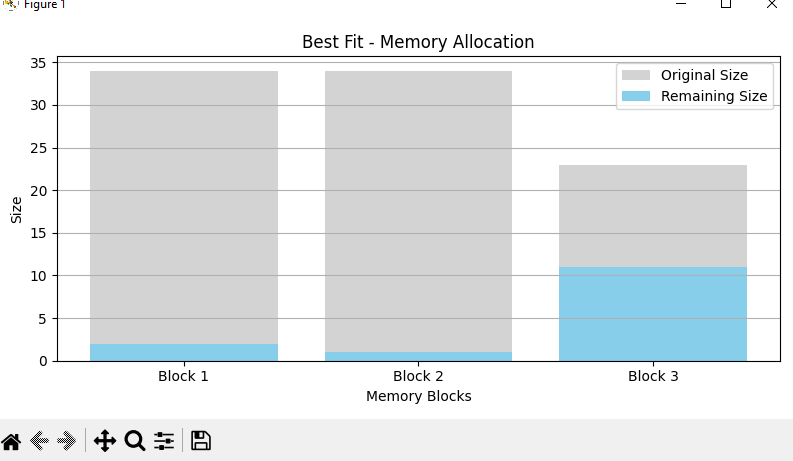 Figure 1
Best Fit - Memory Allocation
Original Size
Remaining Size
35
30
25
20
15
10
5
0
Size
Block 1 Block 2 Block 3
Memory Blocks